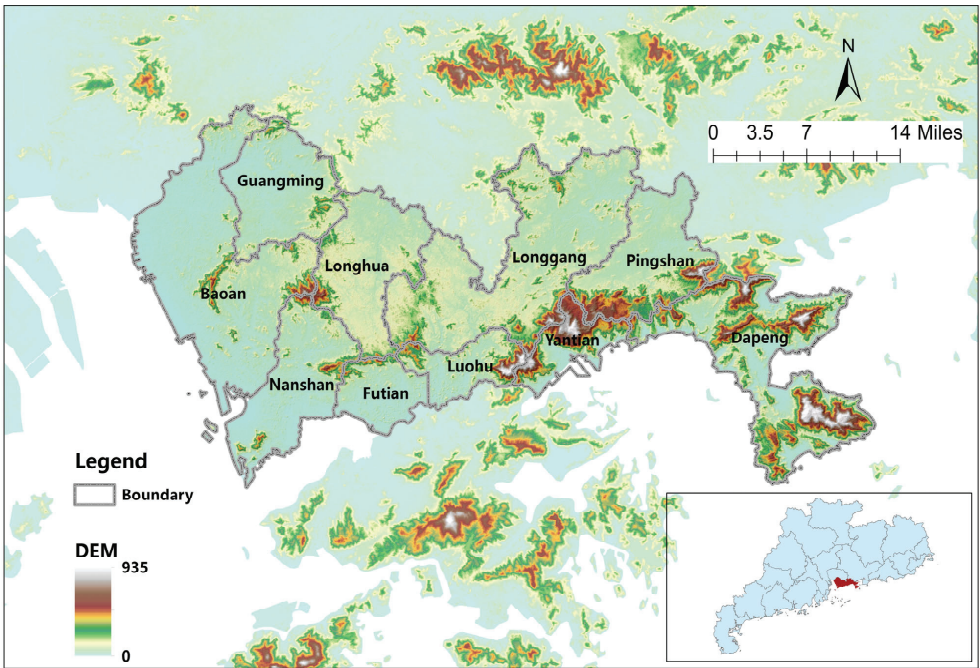 N
0 3.5 7 14 Miles
Guangming
Longhua
Longgang
Pingshan
Baoan
Yantian
Dapeng
Luohu
Nanshan
Futian
Legend
Boundary
DEM
935
0